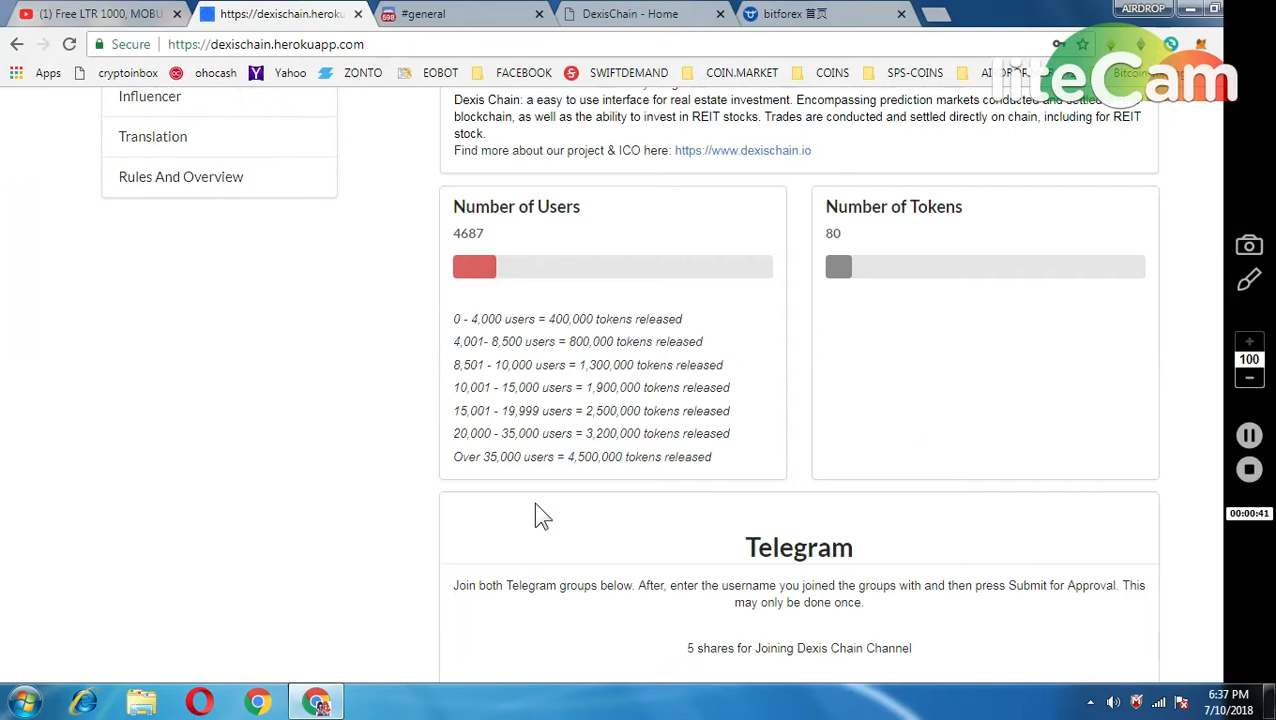 (1) Free LTR 1000, MOBU
https://dexischain.heroku
598
#general
DexisChain - Home
bitforex 首页
AIRDROP
Secure
https://dexischain.herokuapp.com
Apps
cryptoinbox
ohocash
Yahoo
ZONTO
EOBOT
FACEBOOK
SWIFTDEMAND
COIN.MARKET
COINS
SPS-COINS
liteCam
Influencer
Translation
Rules And Overview
Dexis Chain: a easy to use interface for real estate investment. Encompassing prediction markets conducted and settled
blockchain, as well as the ability to invest in REIT stocks. Trades are conducted and settled directly on chain, including for REIT
stock.
Find more about our project & ICO here: https://www.dexischain.io
Number of Users
4687
0 - 4,000 users = 400,000 tokens released
4,001- 8,500 users = 800,000 tokens released
8,501 - 10,000 users = 1,300,000 tokens released
10,001 - 15,000 users = 1,900,000 tokens released
15,001 - 19,999 users = 2,500,000 tokens released
20,000 - 35,000 users = 3,200,000 tokens released
Over 35,000 users = 4,500,000 tokens released
Number of Tokens
80
Telegram
Join both Telegram groups below. After, enter the username you joined the groups with and then press Submit for Approval. This
may only be done once.
5 shares for Joining Dexis Chain Channel
100
00:00:41
6:37 PM
7/10/2018